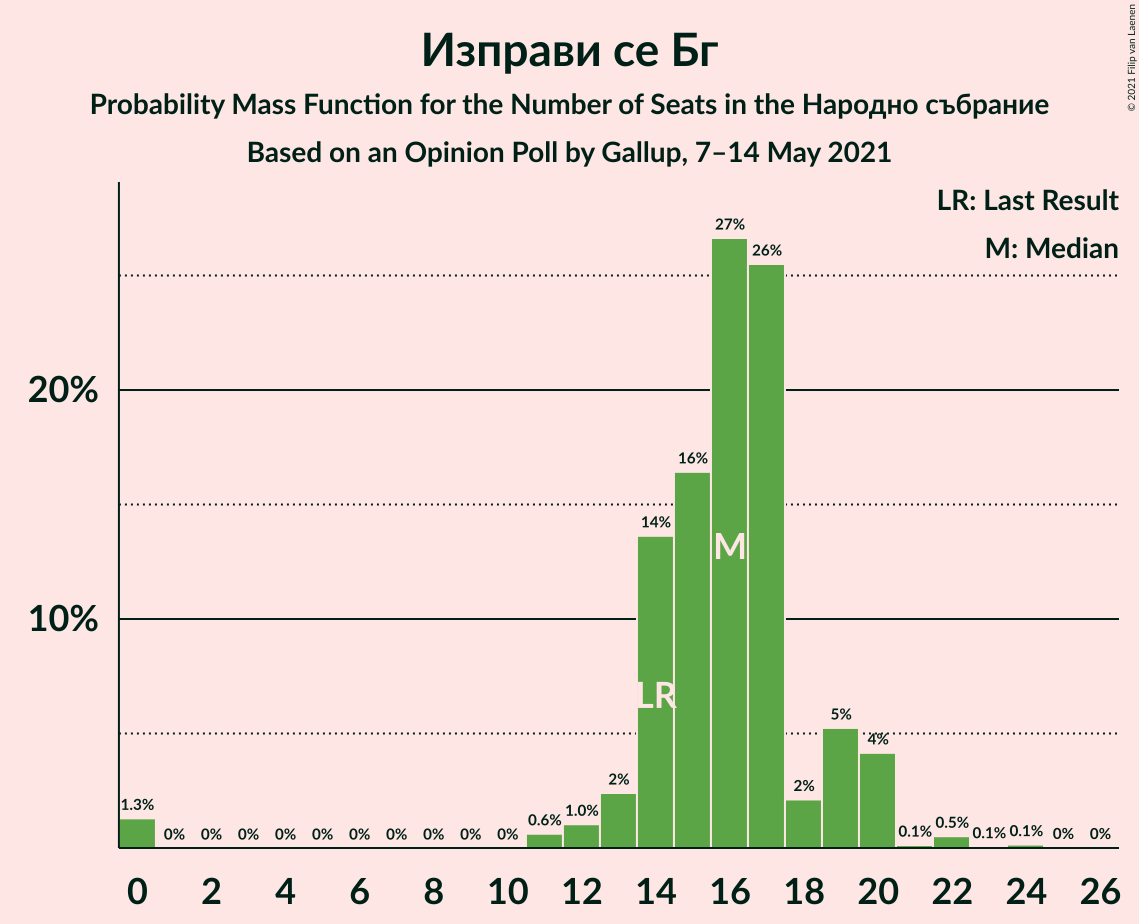 Изправи се Бг
Probability Mass Function for the Number of Seats in the Народно събрание
Based on an Opinion Poll by Gallup, 7–14 May 2021
© 2021 Filip van Laenen
LR: Last Result
M: Median
20%
10%
1.3% 0% 0% 0% 0% 0% 0% 0% 0% 0% 0% 0.6% 1.0% 2% 14% 16% 27% 26% 2% 5% 4% 0.1% 0.5% 0.1% 0.1% 0% 0%
LR
M
0 2 4 6 8 10 12 14 16 18 20 22 24 26